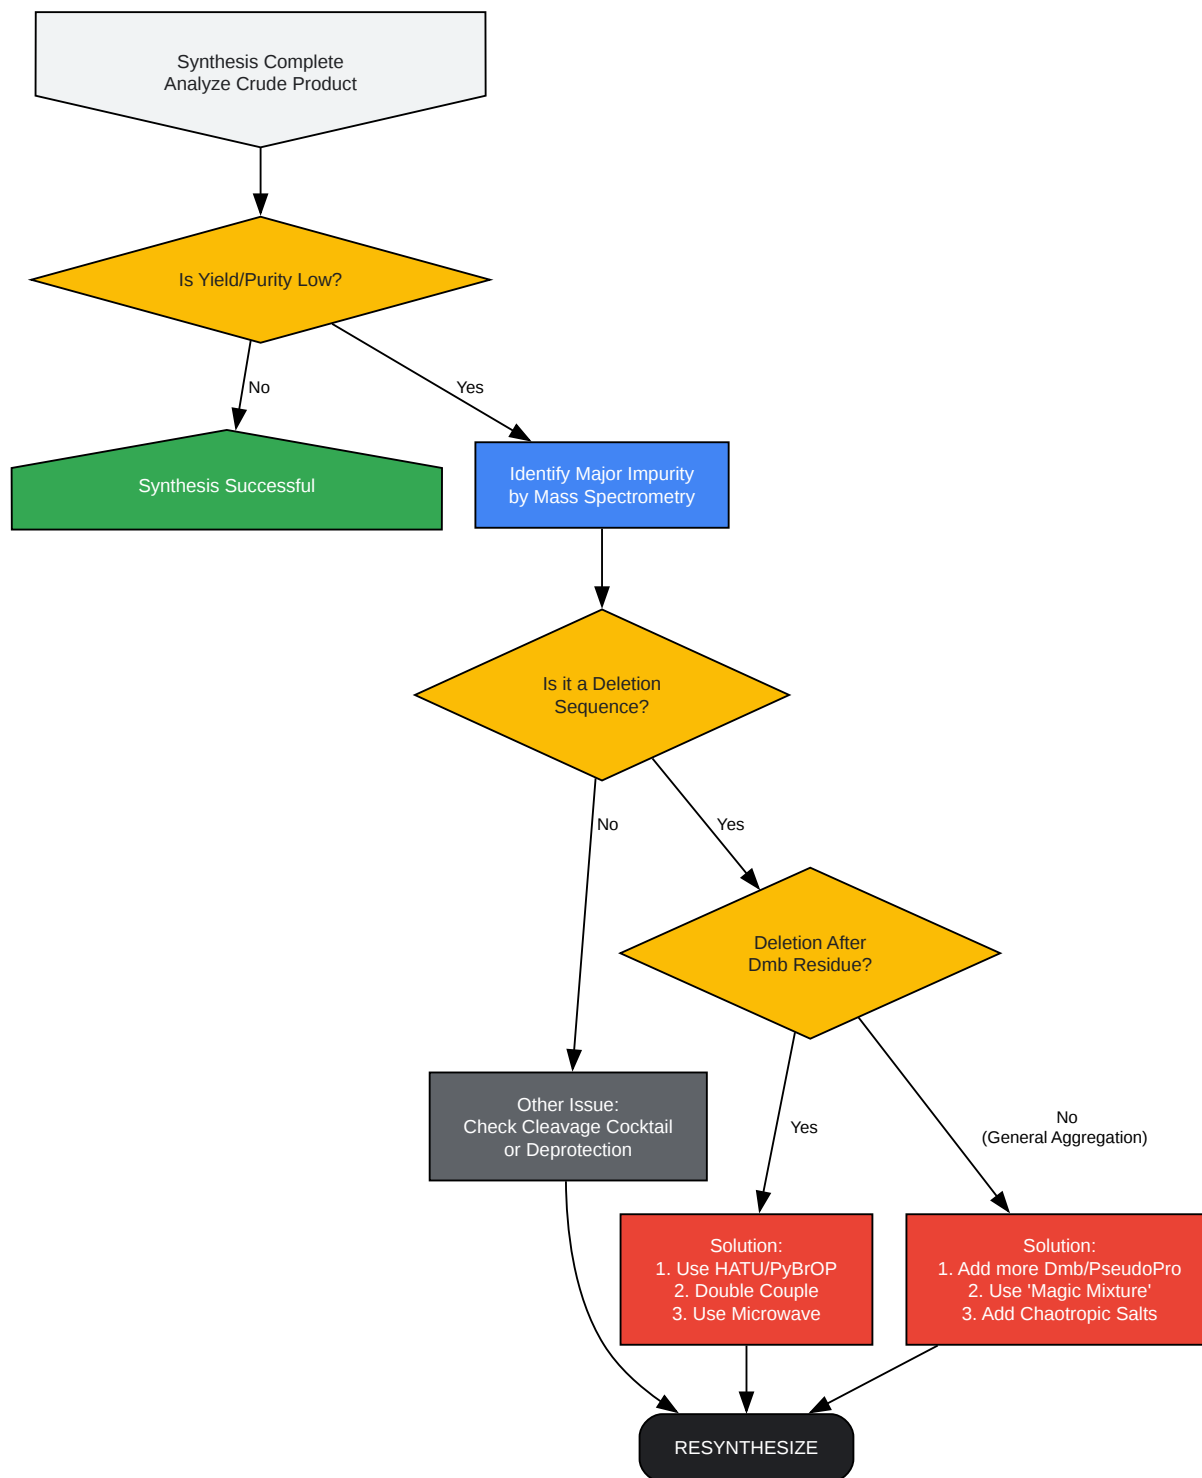 Synthesis Complete
Analyze Crude Product
Is Yield/Purity Low?
No
Yes
Synthesis Successful
Identify Major Impurity
by Mass Spectrometry
Is it a Deletion
Sequence?
No
Yes
Deletion After
Dmb Residue?
Other Issue:
Check Cleavage Cocktail
or Deprotection
Yes
No
(General Aggregation)
Solution:
1. Use HATU/PyBrOP
2. Double Couple
3. Use Microwave
Solution:
1. Add more Dmb/PseudoPro
2. Use 'Magic Mixture'
3. Add Chaotropic Salts
RESYNTHESIZE